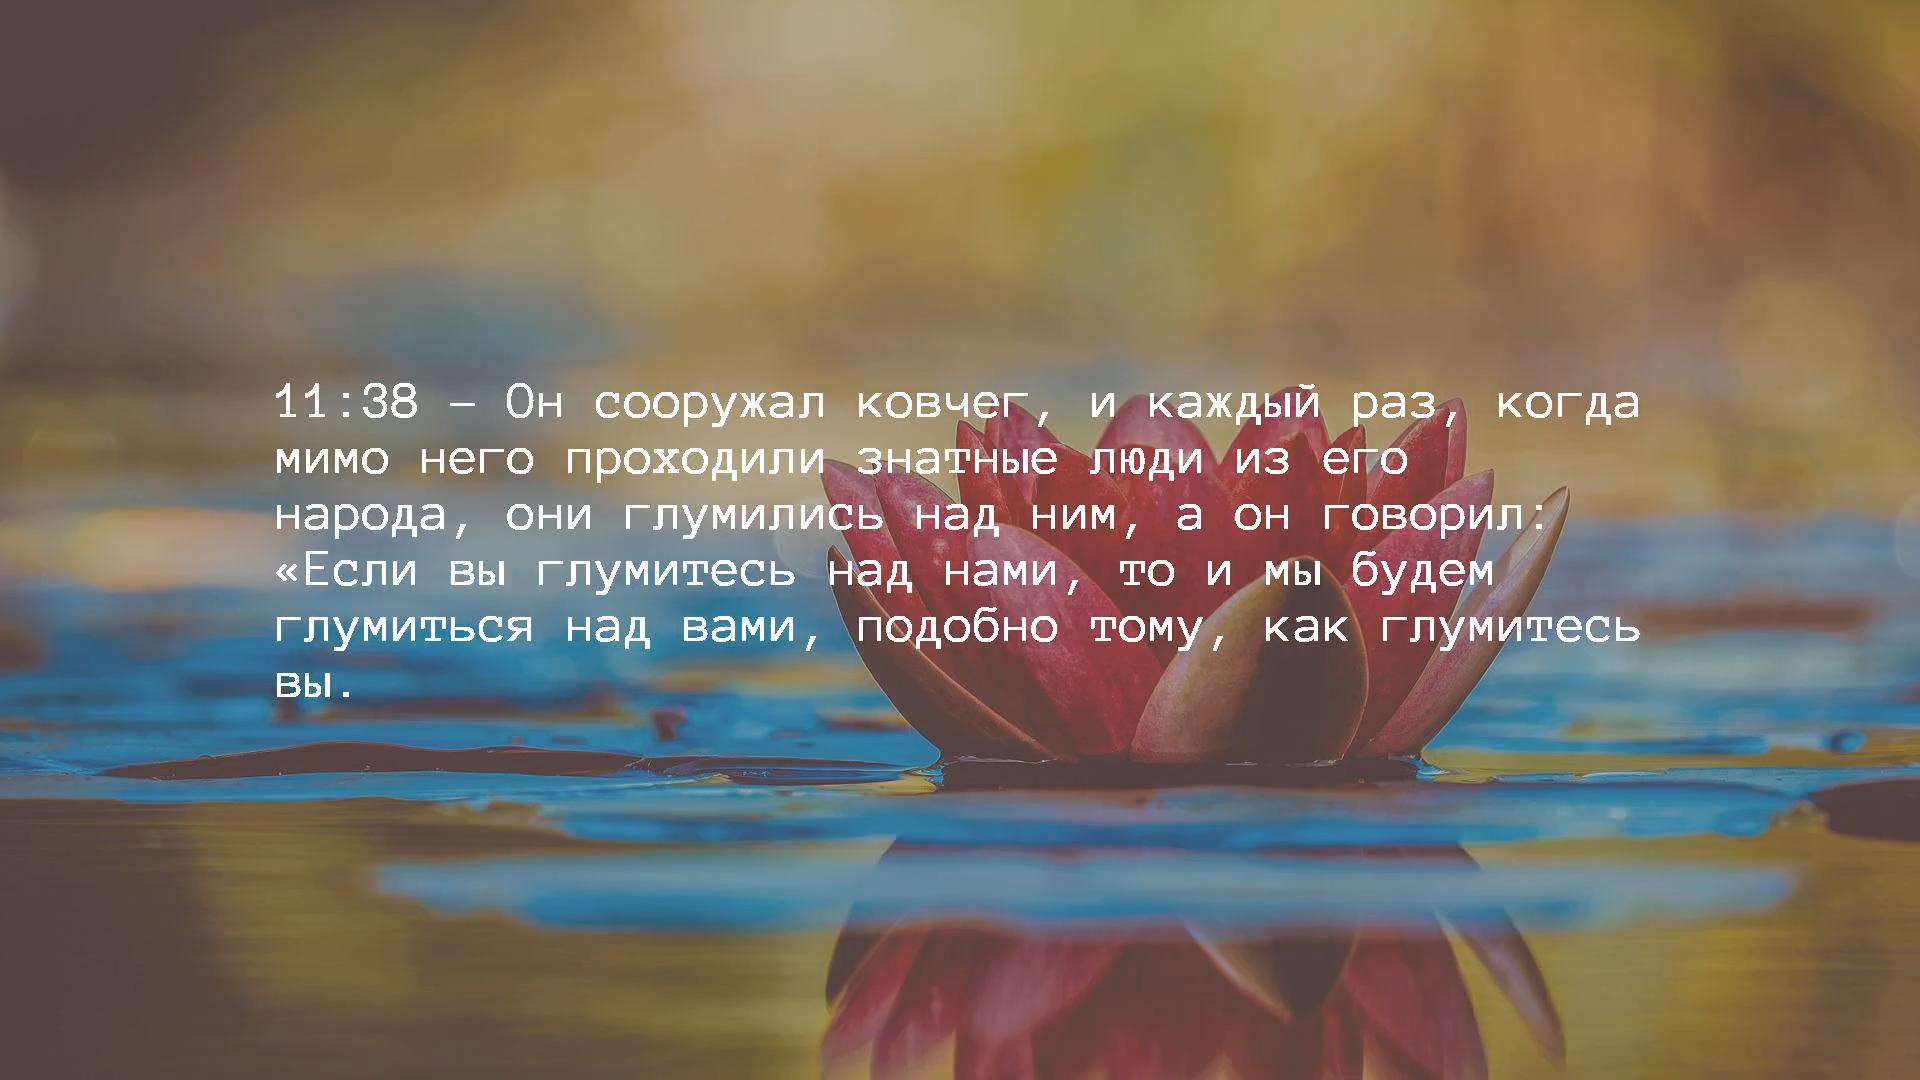 11:38 – Он сооружал ковчег, и каждый раз, когда
мимо него проходили знатные люди из его
народа, они глумились над ним, а он говорил:
«Если вы глумитесь над нами, то и мы будем
глумиться над вами, подобно тому, как глумитесь
вы.